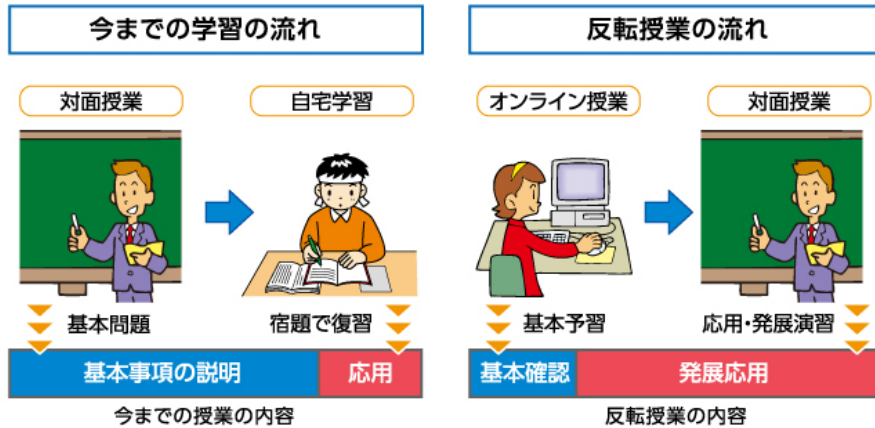 今までの学習の流れ
対面授業
自宅学習
基本問題
宿題で復習
基本事項の説明
応用
今までの授業の内容
反転授業の流れ
オンライン授業
対面授業
基本予習
応用・発展演習
基本確認
発展応用
反転授業の内容